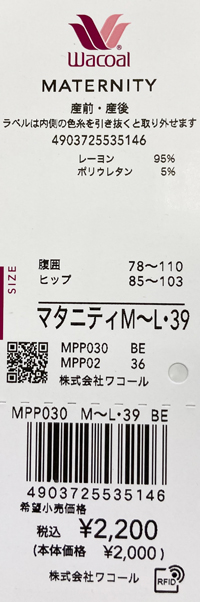 Wacoal
MATERNITY
産前・産後
ラベルは内側の色糸を引き抜くと取り外せます
4903725535146
レーヨン 95%
ポリウレタン 5%
SIZE
腹囲 78〜110
ヒップ 85〜103
マタニティM〜L・39
MPP030 BE
MPP02 36
株式会社ワコール
MPP030 M〜L・39 BE
4903725535146
希望小売価格
税込 ¥2,200
(本体価格 ¥2,000)
株式会社ワコール
RFID